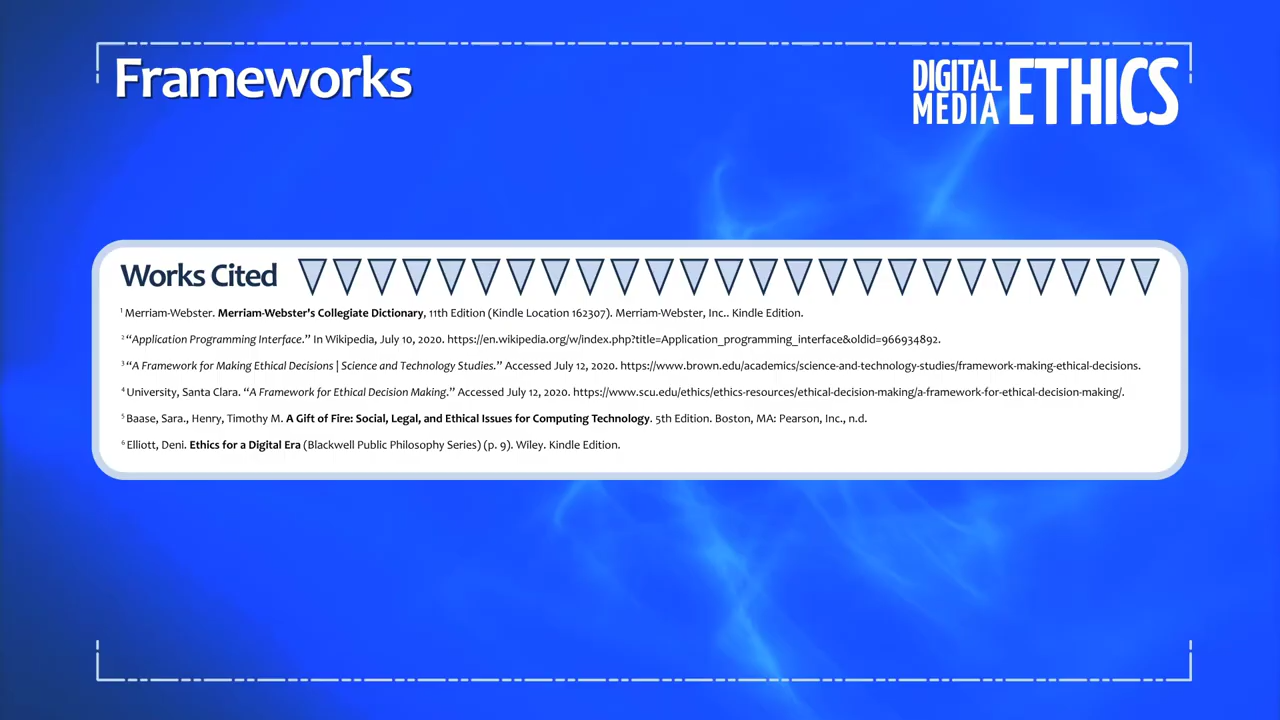 Frameworks
DIGITAL MEDIA ETHICS
Works Cited
1 Merriam-Webster. Merriam-Webster's Collegiate Dictionary, 11th Edition (Kindle Location 162307). Merriam-Webster, Inc.. Kindle Edition.
2 “Application Programming Interface.” In Wikipedia, July 10, 2020. https://en.wikipedia.org/w/index.php?title=Application_programming_interface&oldid=966934892.
3 “A Framework for Making Ethical Decisions | Science and Technology Studies.” Accessed July 12, 2020. https://www.brown.edu/academics/science-and-technology-studies/framework-making-ethical-decisions.
4 University, Santa Clara. “A Framework for Ethical Decision Making.” Accessed July 12, 2020. https://www.scu.edu/ethics/ethics-resources/ethical-decision-making/a-framework-for-ethical-decision-making/.
5 Baase, Sara., Henry, Timothy M. A Gift of Fire: Social, Legal, and Ethical Issues for Computing Technology. 5th Edition. Boston, MA: Pearson, Inc., n.d.
6 Elliott, Deni. Ethics for a Digital Era (Blackwell Public Philosophy Series) (p. 9). Wiley. Kindle Edition.